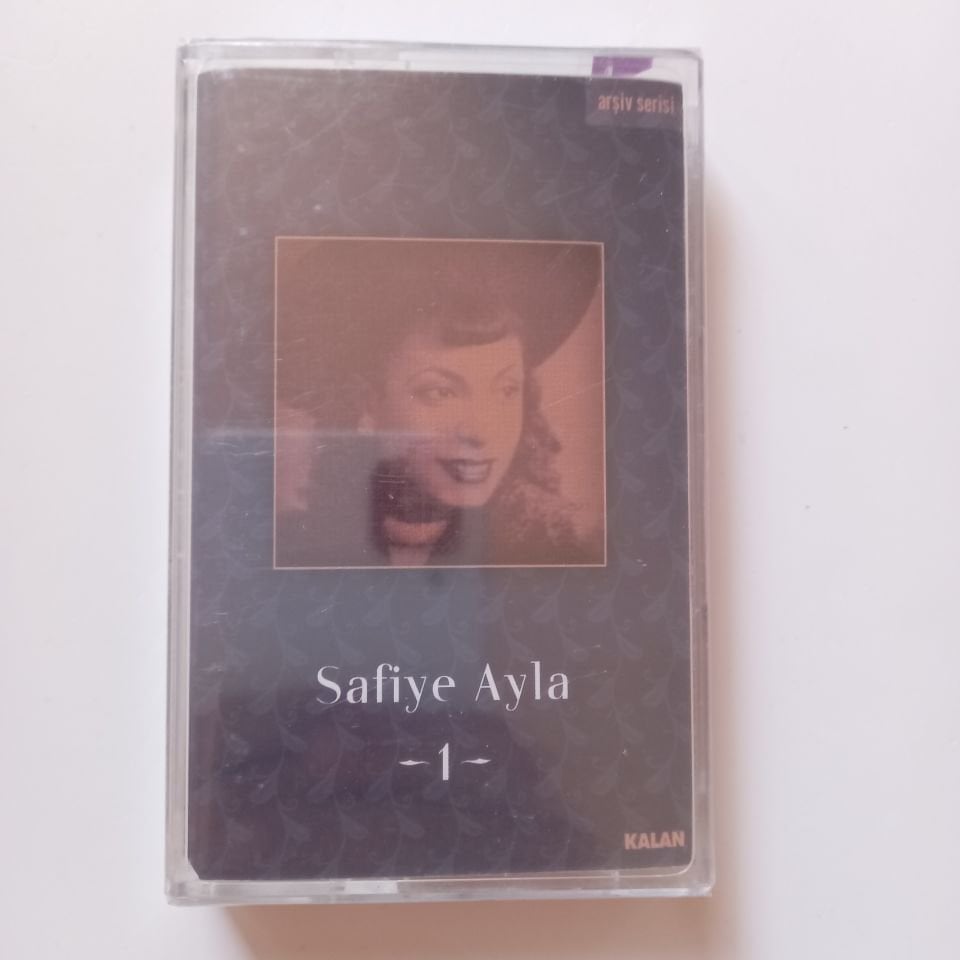 arşiv serisi
Safiye Ayla
-1-
KALAN